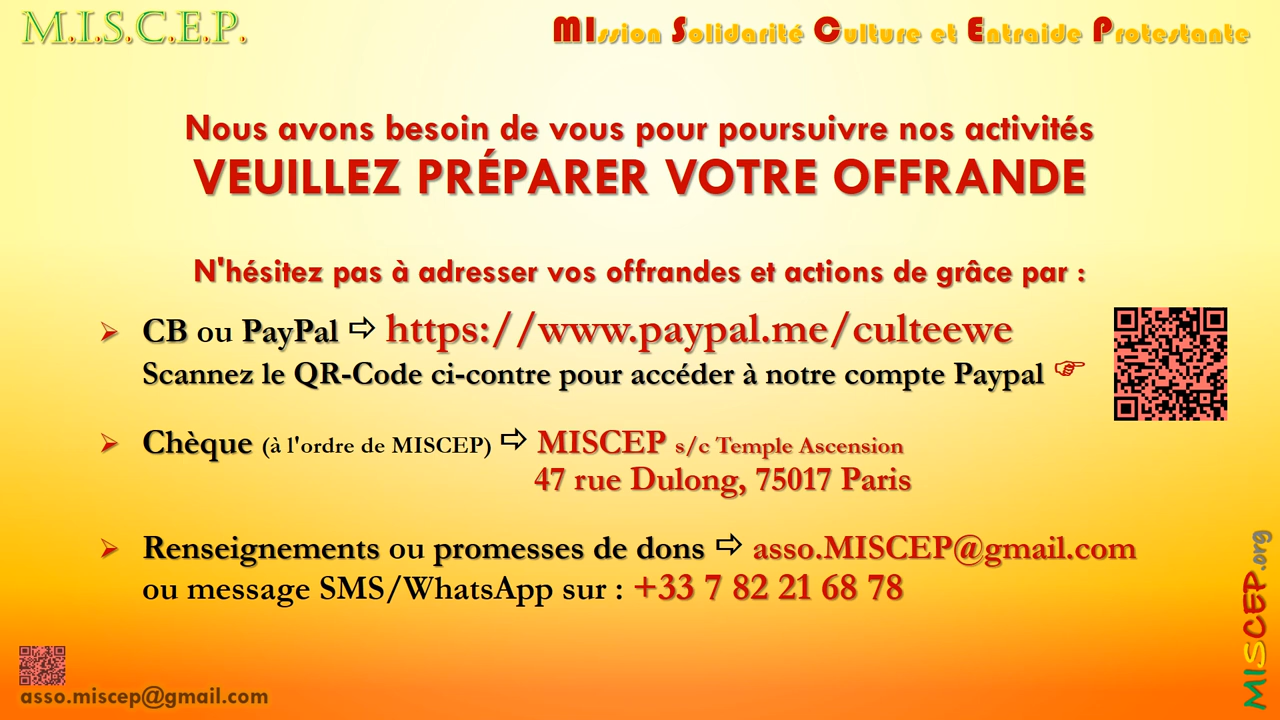 M.I.S.C.E.P.
MIssion Solidarité Culture et Entraide Protestante
Nous avons besoin de vous pour poursuivre nos activités
VEUILLEZ PRÉPARER VOTRE OFFRANDE
N'hésitez pas à adresser vos offrandes et actions de grâce par :
➢ CB ou PayPal ⇨ https://www.paypal.me/culteewe
Scannez le QR-Code ci-contre pour accéder à notre compte Paypal ☞
➢ Chèque (à l'ordre de MISCEP) ⇨ MISCEP s/c Temple Ascension
47 rue Dulong, 75017 Paris
➢ Renseignements ou promesses de dons ⇨ asso.MISCEP@gmail.com
ou message SMS/WhatsApp sur : +33 7 82 21 68 78
MISCEP.org
asso.miscep@gmail.com